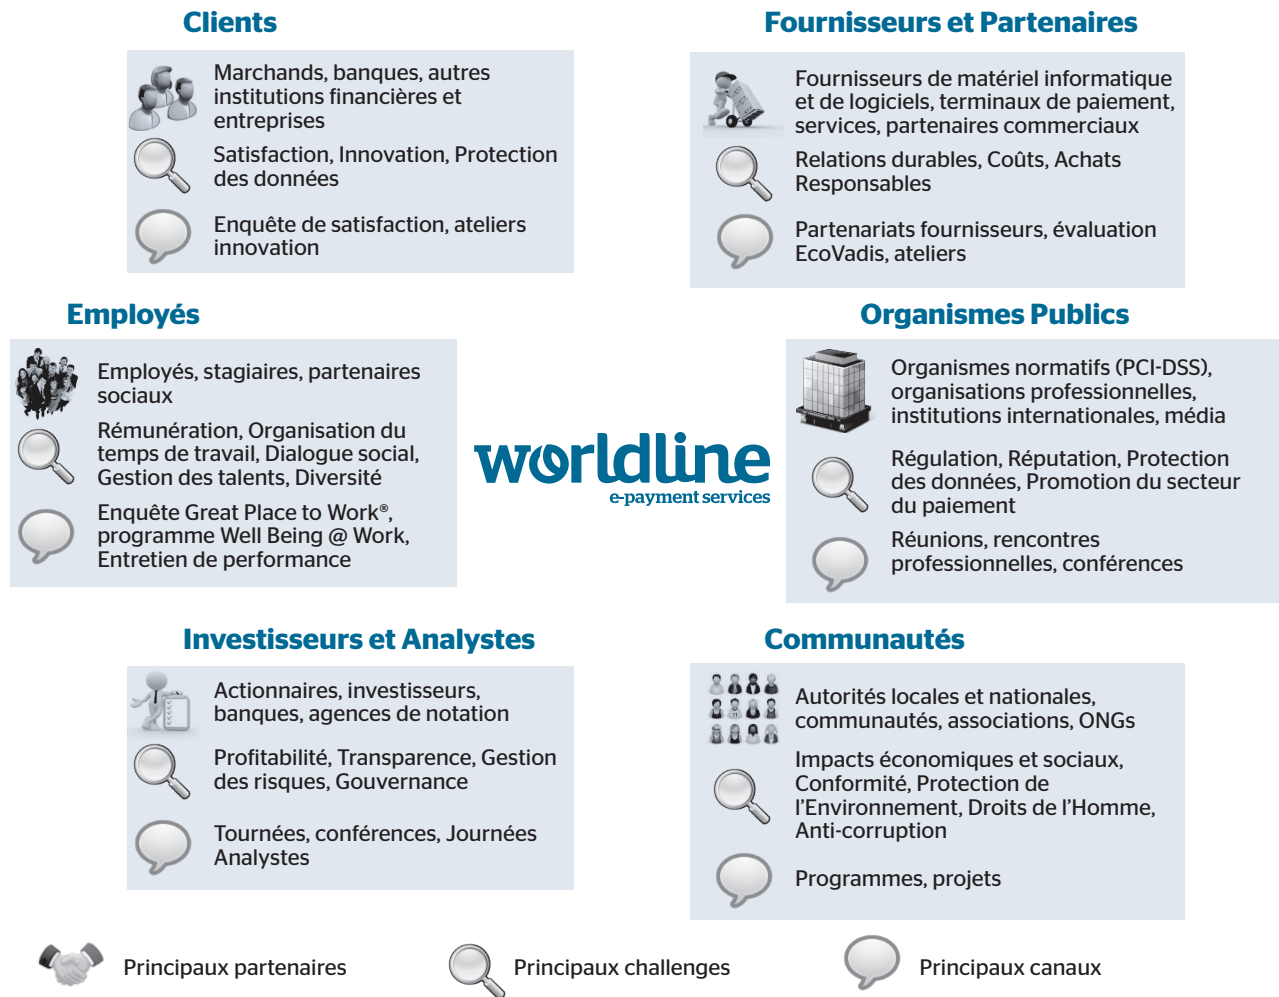 Clients
Marchands, banques, autres
institutions financières et
entreprises
Satisfaction, Innovation, Protection
des données
Enquête de satisfaction, ateliers
innovation
Fournisseurs et Partenaires
Fournisseurs de matériel informatique
et de logiciels, terminaux de paiement,
services, partenaires commerciaux
Relations durables, Coûts, Achats
Responsables
Partenariats fournisseurs, évaluation
EcoVadis, ateliers
Employés
Employés, stagiaires, partenaires
sociaux
Rémunération, Organisation du
temps de travail, Dialogue social,
Gestion des talents, Diversité
Enquête Great Place to Work®,
programme Well Being @ Work,
Entretien de performance
worldline
e-payment services
Organismes Publics
Organismes normatifs (PCI-DSS),
organisations professionnelles,
institutions internationales, média
Régulation, Réputation, Protection
des données, Promotion du secteur
du paiement
Réunions, rencontres
professionnelles, conférences
Investisseurs et Analystes
Actionnaires, investisseurs,
banques, agences de notation
Profitabilité, Transparence, Gestion
des risques, Gouvernance
Tournées, conférences, Journées
Analystes
Communautés
Autorités locales et nationales,
communautés, associations, ONGs
Impacts économiques et sociaux,
Conformité, Protection de
l'Environnement, Droits de l'Homme,
Anti-corruption
Programmes, projets
Principaux partenaires
Principaux challenges
Principaux canaux